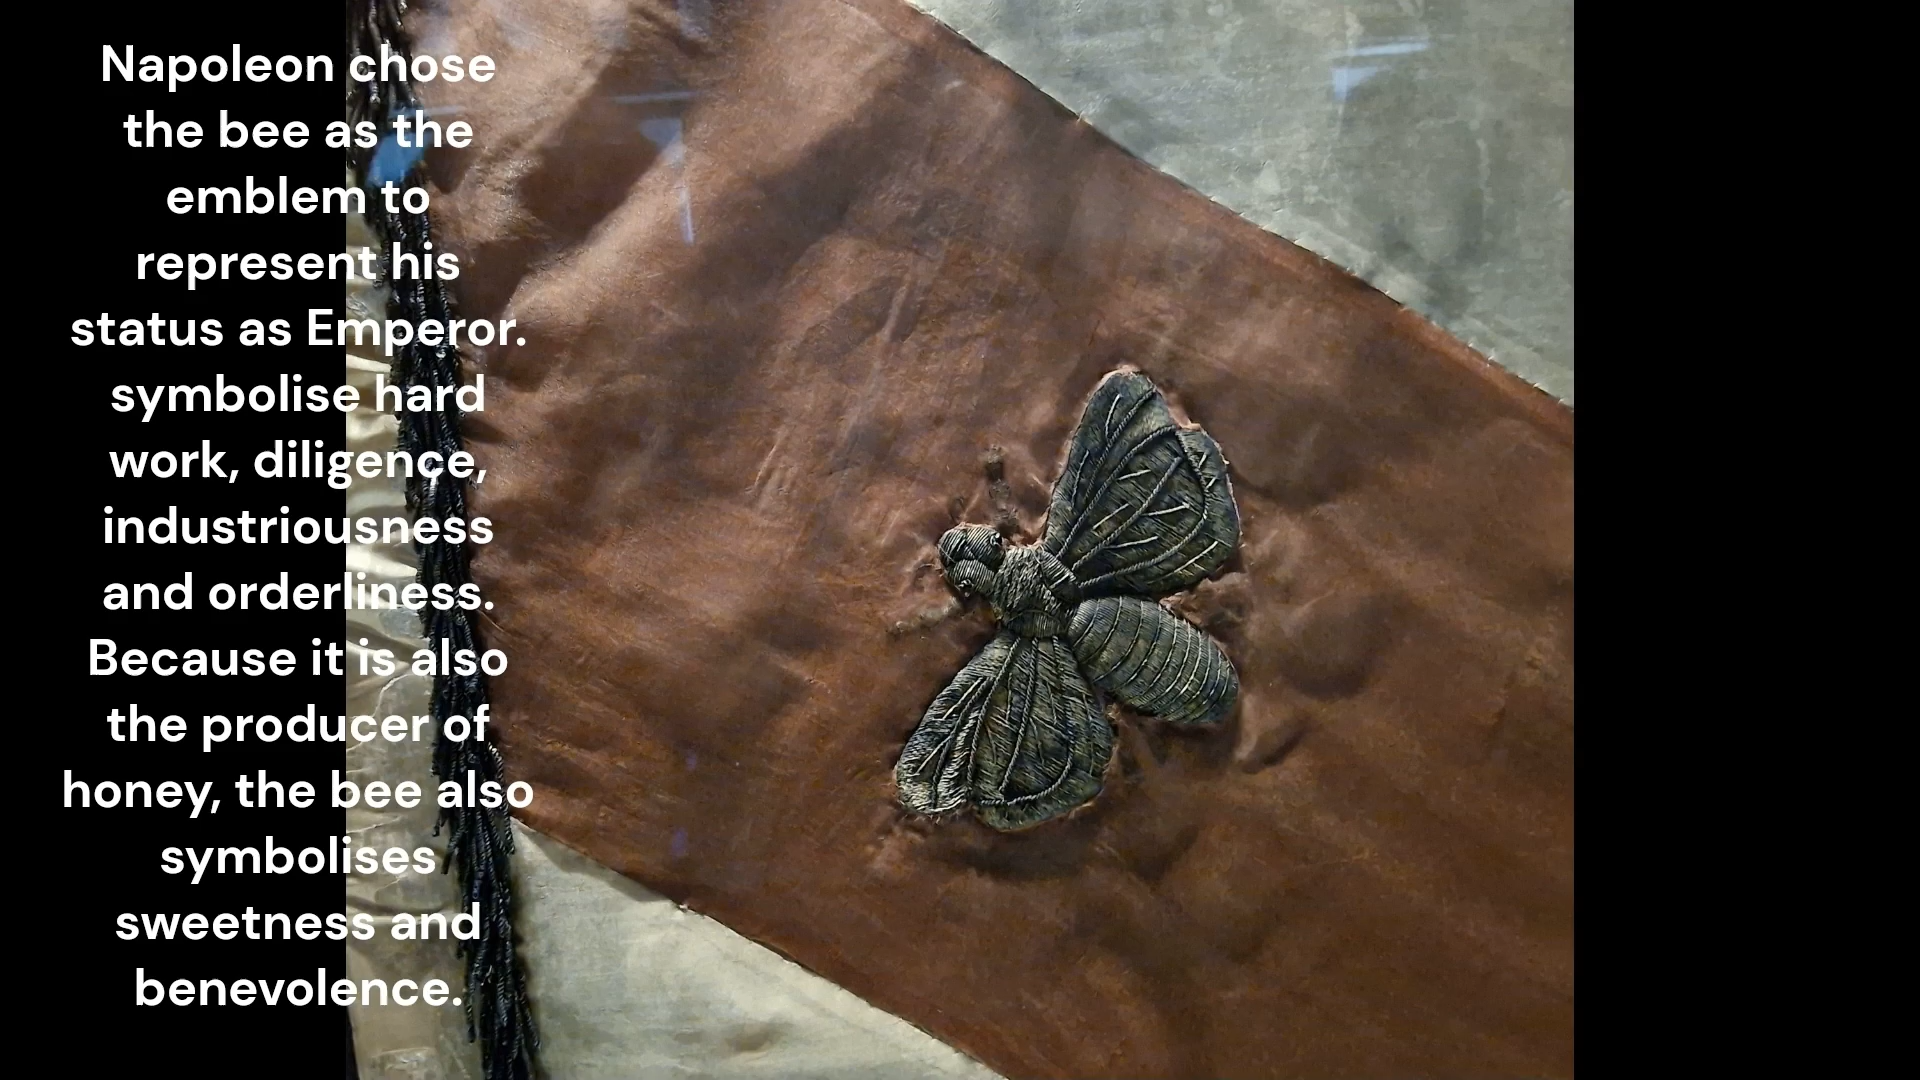 Napoleon chose
the bee as the
emblem to
represent his
status as Emperor.
symbolise hard
work, diligence,
industriousness
and orderliness.
Because it is also
the producer of
honey, the bee also
symbolises
sweetness and
benevolence.